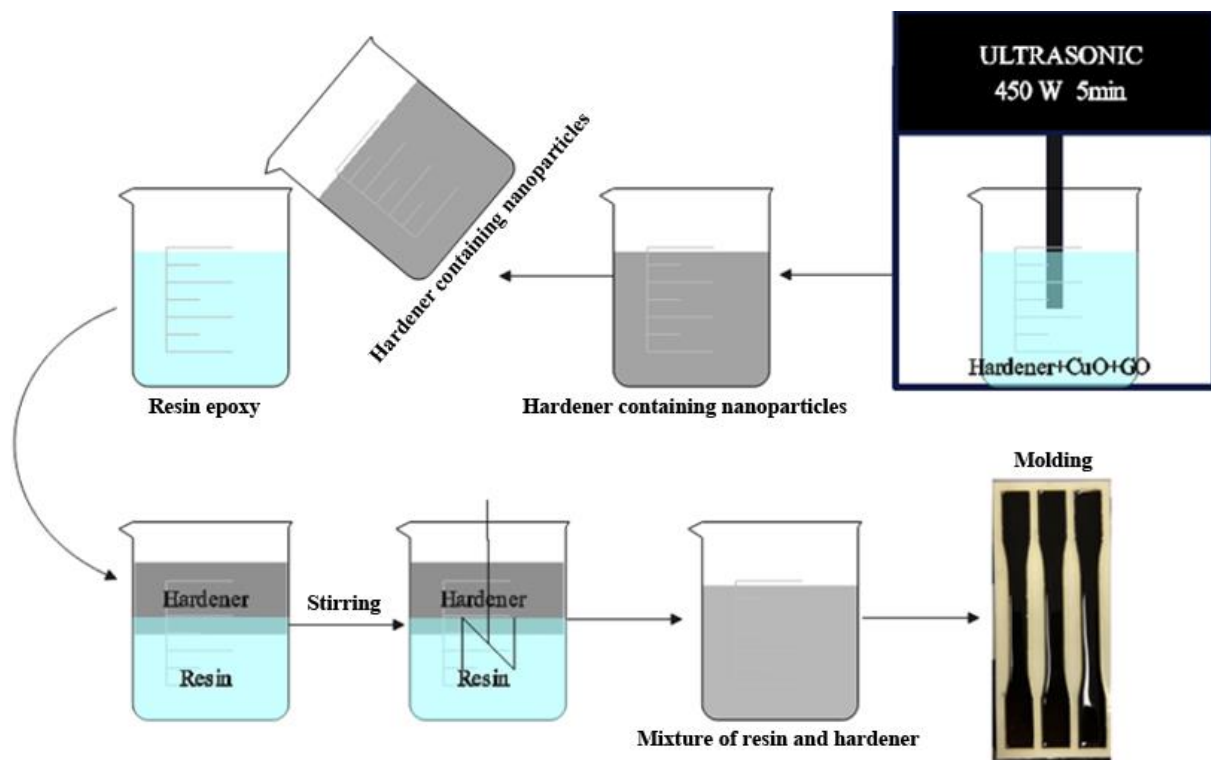 ULTRASONIC
450 W 5min
Hardener+CuO+GO
Hardener containing nanoparticles
Hardener containing nanoparticles
Resin epoxy
Hardener
Resin
Stirring
Hardener
Resin
Mixture of resin and hardener
Molding